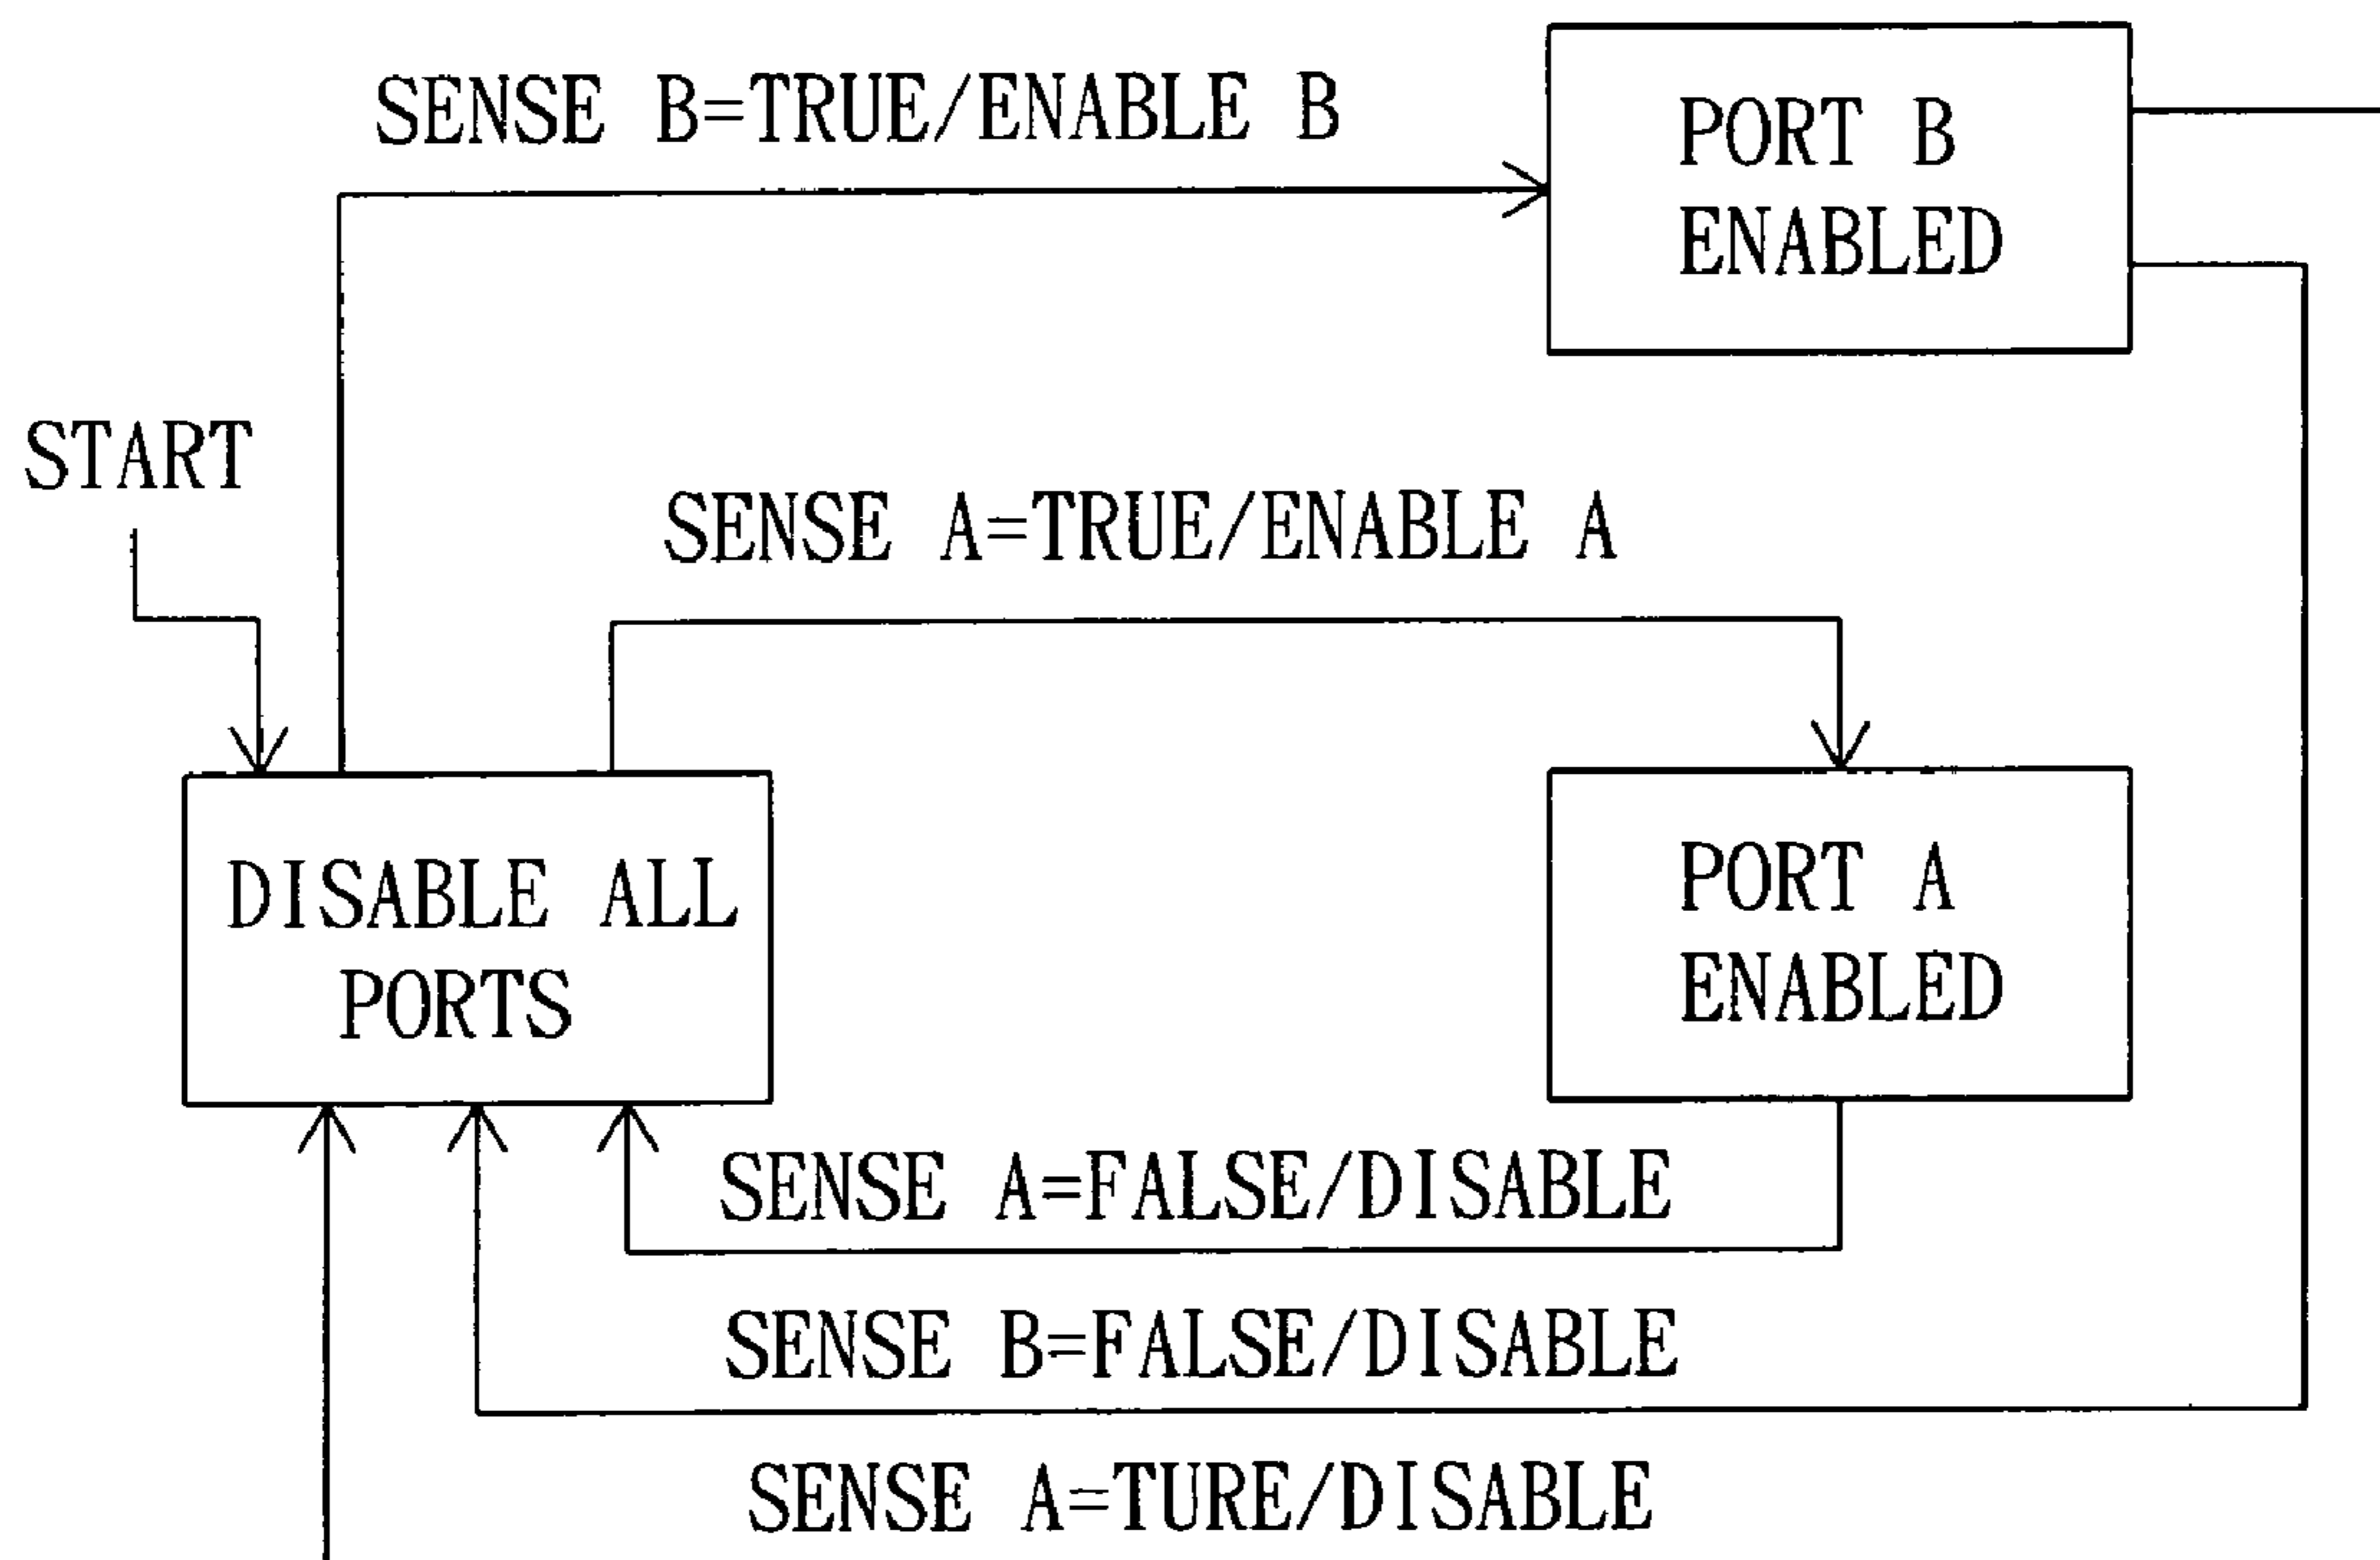 SENSE B=TRUE/ENABLE B
PORT B
ENABLED
START
SENSE A=TRUE/ENABLE A
DISABLE ALL
PORTS
PORT A
ENABLED
SENSE A=FALSE/DISABLE
SENSE B=FALSE/DISABLE
SENSE A=TURE/DISABLE